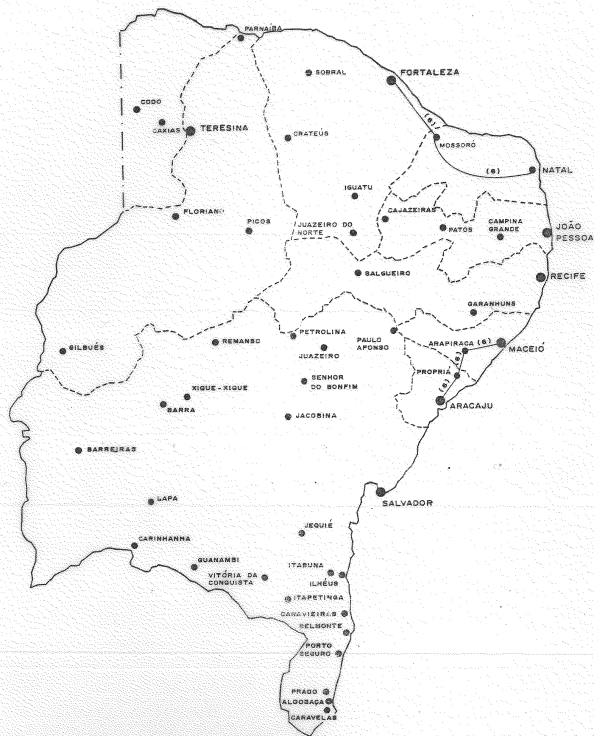 PARNAÍBA
SOBRAL
FORTALEZA
CODO
CAXIAS
TERESINA
CRATEÚS
(6)
MOSSORÓ
(6)
NATAL
IGUATU
FLORIANO
PICOS
JUAZEIRO DO
NORTE
CAJAZEIRAS
PATOS
CAMPINA
GRANDE
JOÃO
PESSOA
SALGUEIRO
RECIFE
GARANHUNS
GILBUÉS
REMANSO
PETROLINA
JUAZEIRO
PAULO
AFONSO
ARAPIRACA
(6)
MACEIÓ
(6)
PROPRIÁ
(6)
ARACAJU
XIQUE-XIQUE
BARRA
SENHOR
DO BONFIM
JACOBINA
BARREIRAS
SALVADOR
LAPA
JEQUIÉ
CARINHANHA
GUANAMBI
VITÓRIA DA
CONQUISTA
ITABUNA
ILHÉUS
ITAPETINGA
CANAVIEIRAS
BELMONTE
PORTO
SEGURO
PRADO
ALCOBAÇA
CARAVELAS